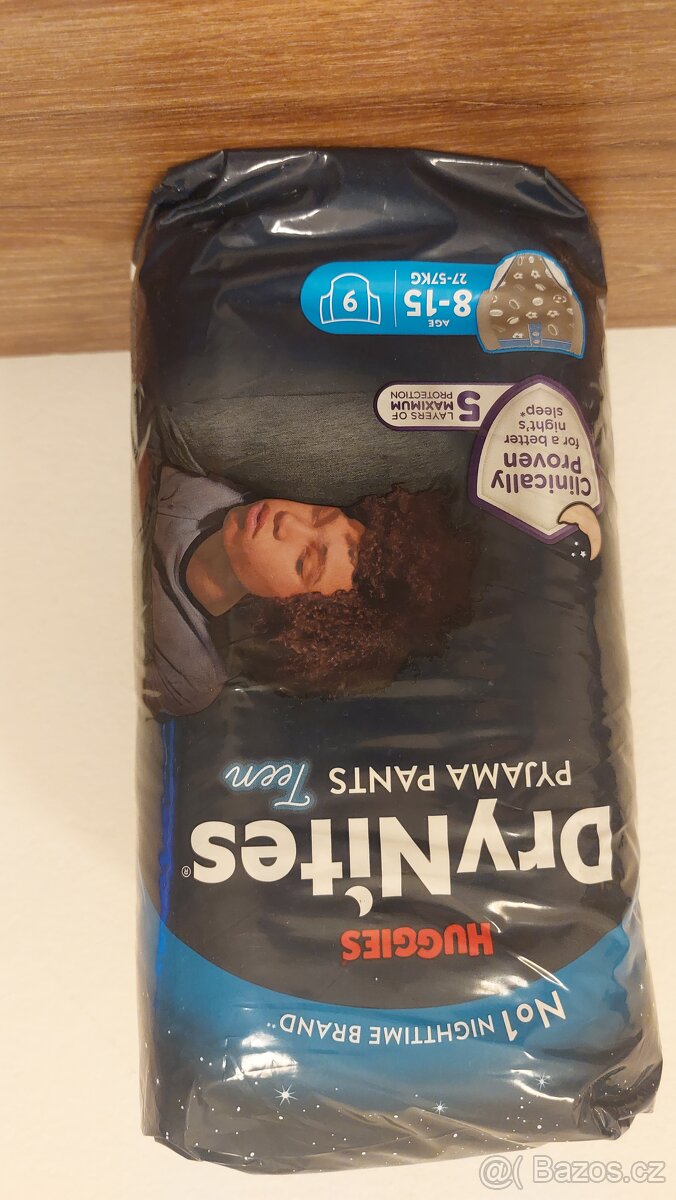 No1 NIGHTTIME BRAND**
HUGGIES
DryNites®
PYJAMA PANTS Teen
Clinically
Proven
for a better
night's
sleep*
5 LAYERS OF
MAXIMUM
PROTECTION
AGE
8-15
27-57KG
9
Bazos.cz